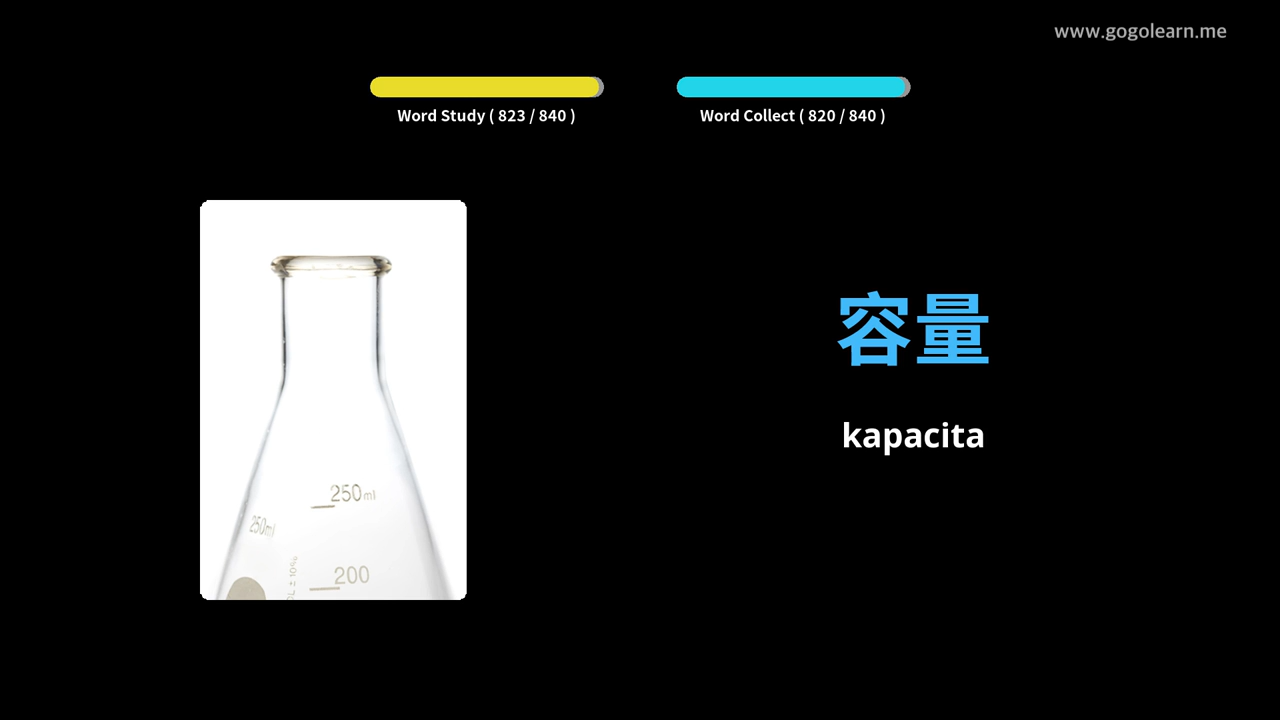 www.gogolearn.me
Word Study ( 823 / 840 )
Word Collect ( 820 / 840 )
容量
kapacita
250ml
250ml
200